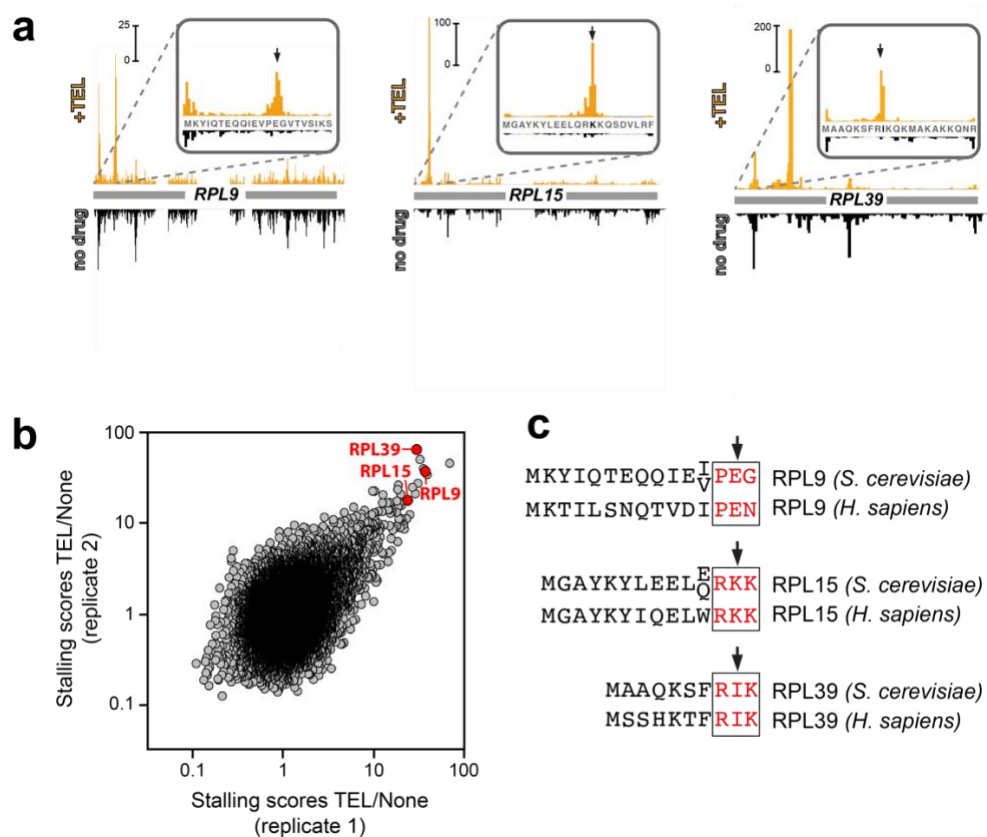 a
25
0
+TEL
MKYIQTEQQIEVPEGVTVSIKS
RPL9
no drug
100
0
+TEL
MGAYKYLEELQRKKQSDVLRF
RPL15
no drug
200
0
+TEL
MAAQKSFRIKQKMAKAKKQNR
RPL39
no drug
b
100
10
1
0.1
Stalling scores TEL/None
(replicate 2)
RPL39
RPL15
RPL9
0.1 1 10 100
Stalling scores TEL/None
(replicate 1)
c
I
MKYIQTEQQIE PEG RPL9 (S. cerevisiae)
V
MKTILSNQTVDI PEN RPL9 (H. sapiens)
E
MGAYKYLEEL RKK RPL15 (S. cerevisiae)
Q
MGAYKYIQELW RKK RPL15 (H. sapiens)
MAAQKSF RIK RPL39 (S. cerevisiae)
MSSHKTF RIK RPL39 (H. sapiens)